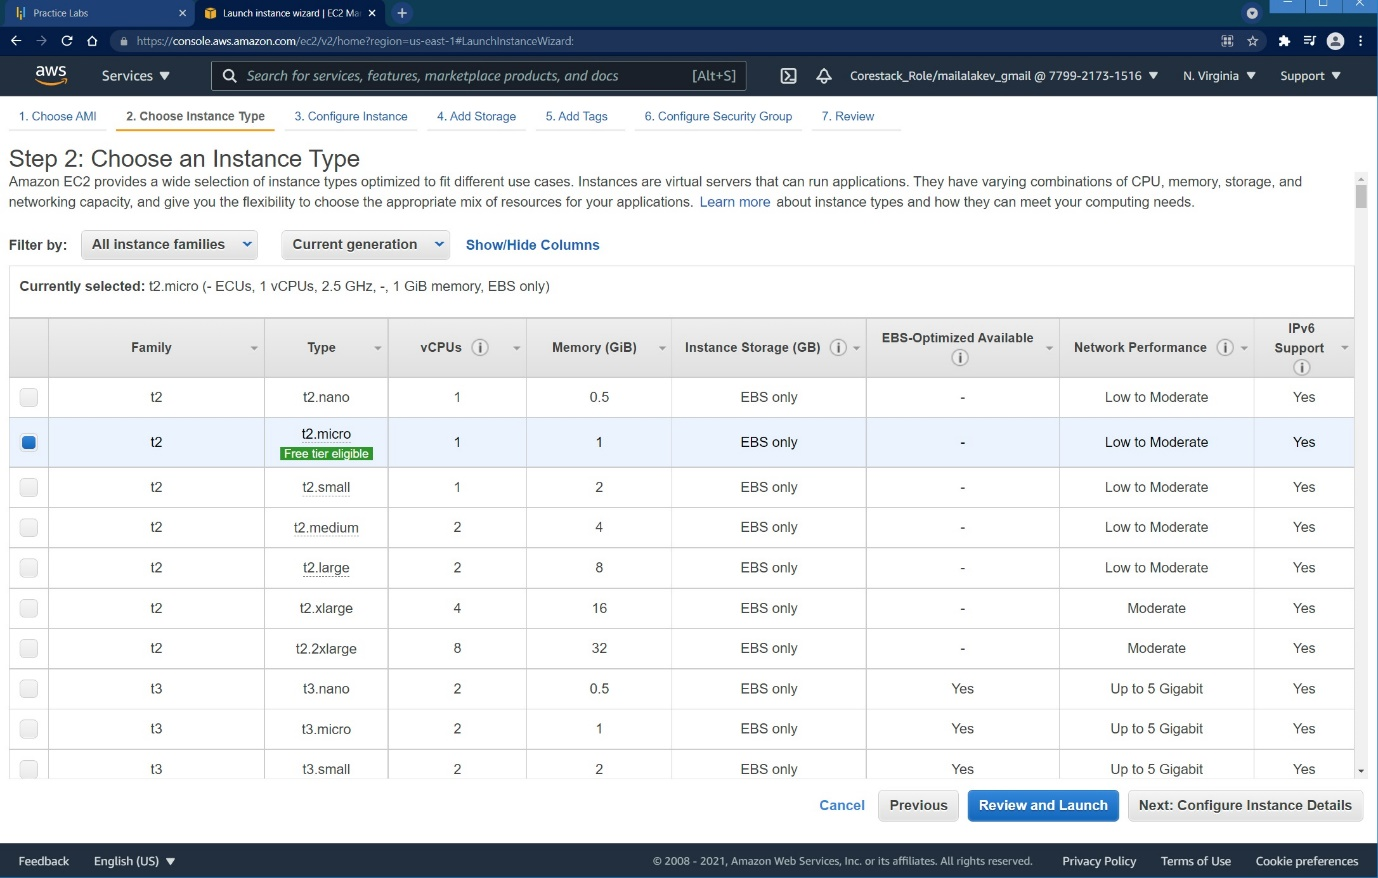 Practice Labs
Launch instance wizard | EC2 Ma
https://console.aws.amazon.com/ec2/v2/home?region=us-east-1#LaunchInstanceWizard:
aws Services Search for services, features, marketplace products, and docs [Alt+S] Corestack_Role/mailalakev_gmail @ 7799-2173-1516 N. Virginia Support
1. Choose AMI 2. Choose Instance Type 3. Configure Instance 4. Add Storage 5. Add Tags 6. Configure Security Group 7. Review
Step 2: Choose an Instance Type
Amazon EC2 provides a wide selection of instance types optimized to fit different use cases. Instances are virtual servers that can run applications. They have varying combinations of CPU, memory, storage, and
networking capacity, and give you the flexibility to choose the appropriate mix of resources for your applications. Learn more about instance types and how they can meet your computing needs.
Filter by: All instance families Current generation Show/Hide Columns
Currently selected: t2.micro (- ECUs, 1 vCPUs, 2.5 GHz, -, 1 GiB memory, EBS only)
Family Type vCPUs Memory (GiB) Instance Storage (GB) EBS-Optimized Available Network Performance IPv6 Support
t2 t2.nano 1 0.5 EBS only - Low to Moderate Yes
t2 t2.micro Free tier eligible 1 1 EBS only - Low to Moderate Yes
t2 t2.small 1 2 EBS only - Low to Moderate Yes
t2 t2.medium 2 4 EBS only - Low to Moderate Yes
t2 t2.large 2 8 EBS only - Low to Moderate Yes
t2 t2.xlarge 4 16 EBS only - Moderate Yes
t2 t2.2xlarge 8 32 EBS only - Moderate Yes
t3 t3.nano 2 0.5 EBS only Yes Up to 5 Gigabit Yes
t3 t3.micro 2 1 EBS only Yes Up to 5 Gigabit Yes
t3 t3.small 2 2 EBS only Yes Up to 5 Gigabit Yes
Cancel Previous Review and Launch Next: Configure Instance Details
Feedback English (US) © 2008 - 2021, Amazon Web Services, Inc. or its affiliates. All rights reserved. Privacy Policy Terms of Use Cookie preferences